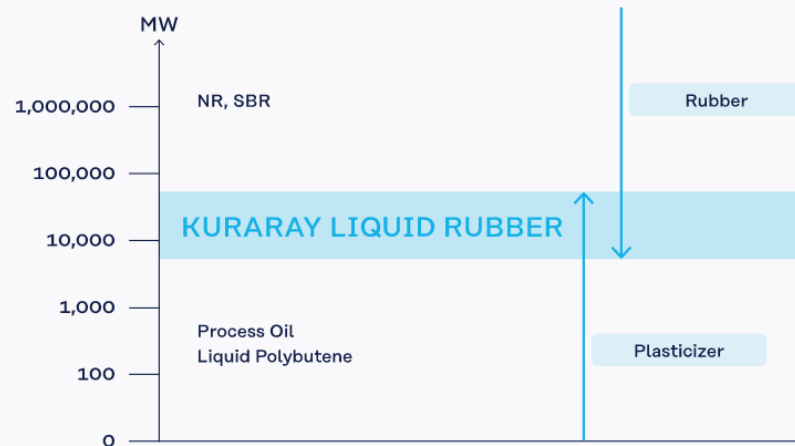 MW
1,000,000
NR, SBR
Rubber
100,000
KURARAY LIQUID RUBBER
10,000
1,000
Process Oil
Liquid Polybutene
Plasticizer
100
0